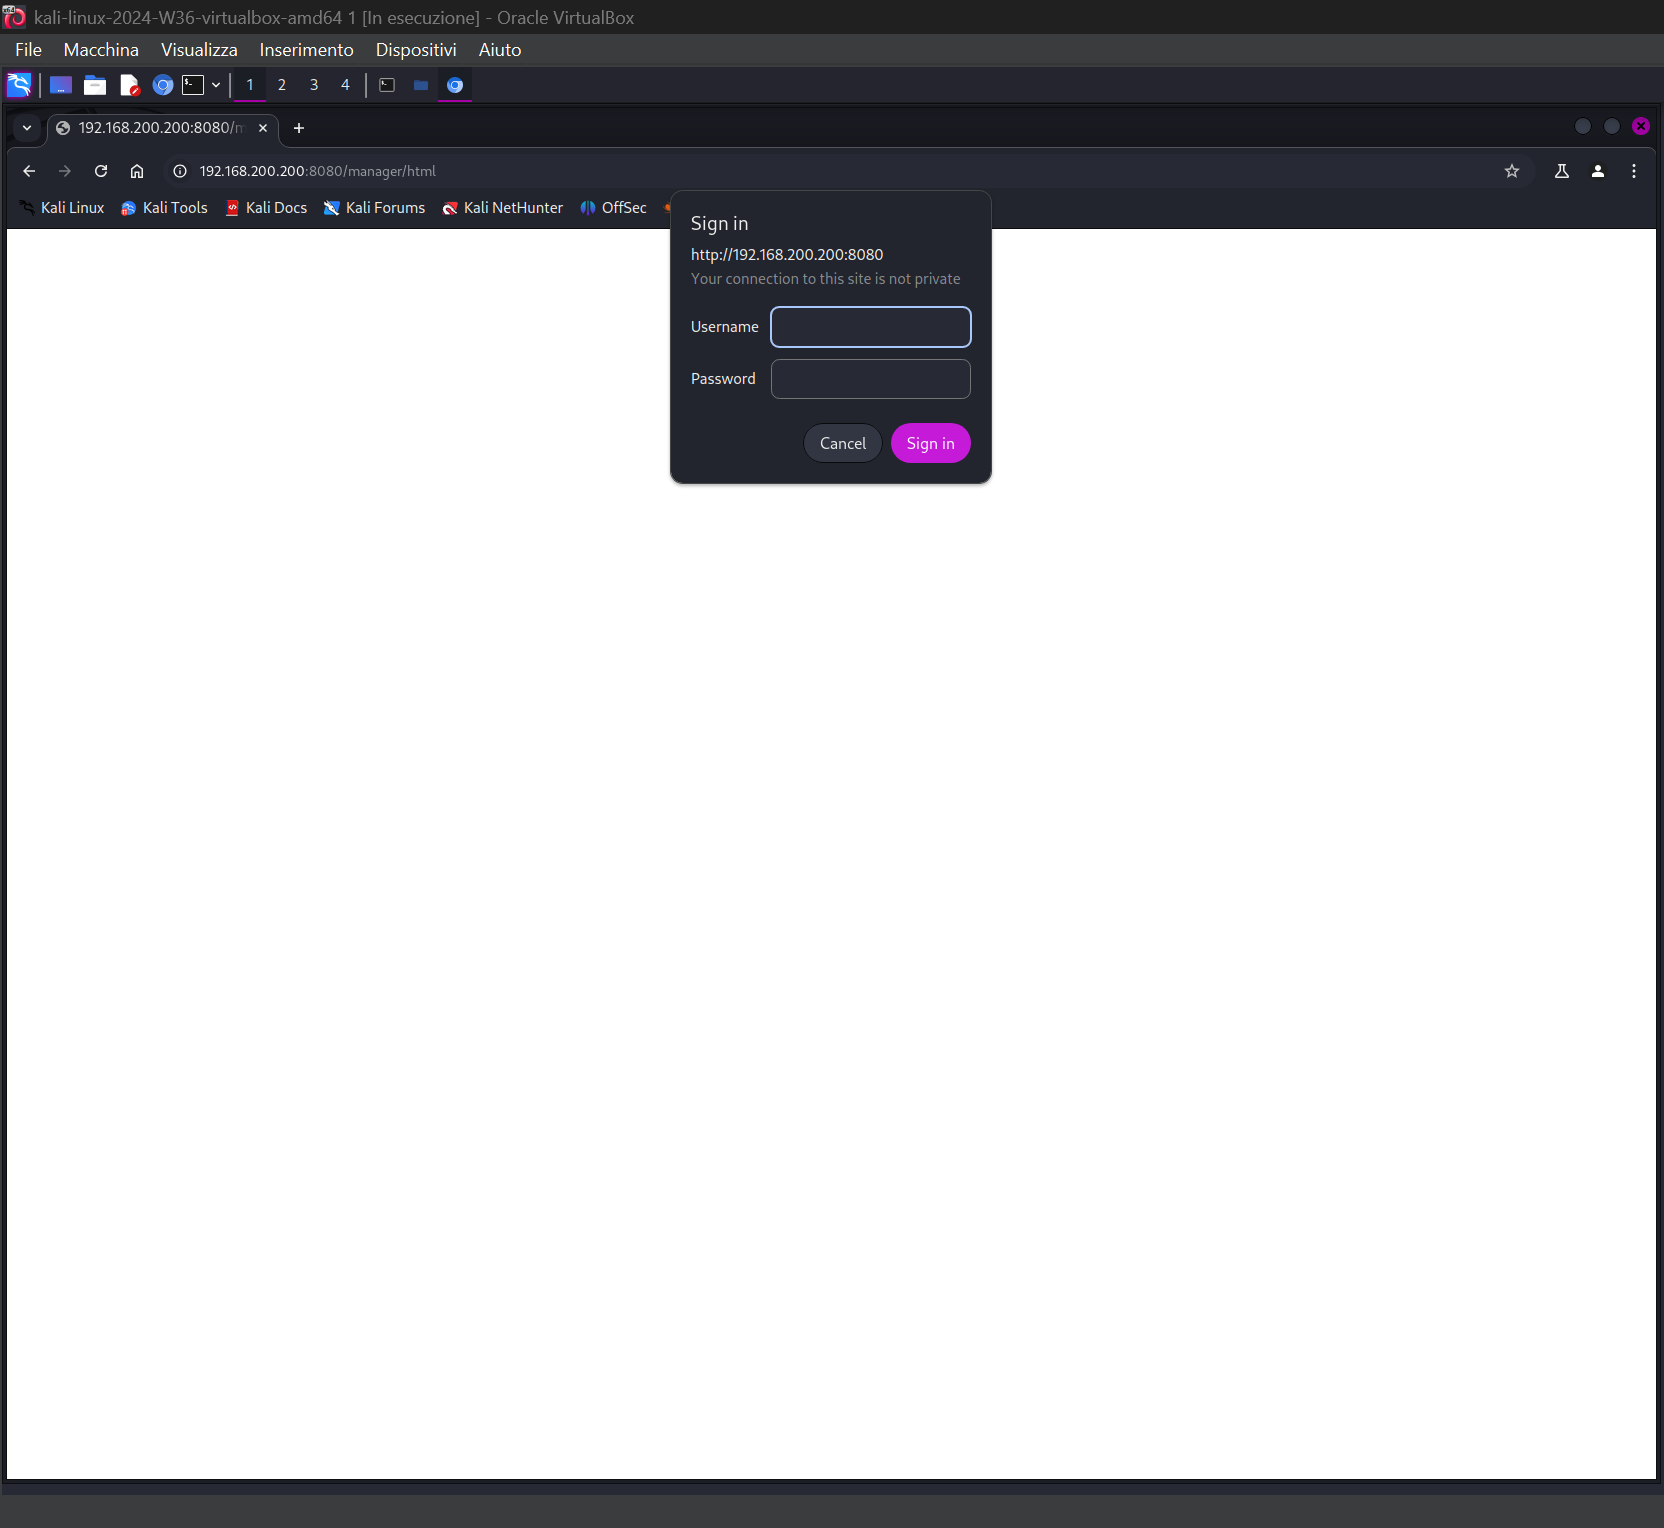 kali-linux-2024-W36-virtualbox-amd64 1 [In esecuzione] - Oracle VirtualBox
File Macchina Visualizza Inserimento Dispositivi Aiuto
1 2 3 4
192.168.200.200:8080/m
192.168.200.200:8080/manager/html
Kali Linux Kali Tools Kali Docs Kali Forums Kali NetHunter OffSec
Sign in
http://192.168.200.200:8080
Your connection to this site is not private
Username
Password
Cancel Sign in